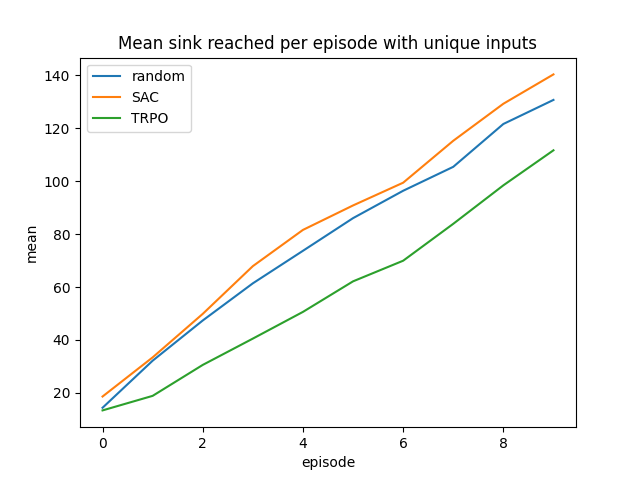 Mean sink reached per episode with unique inputs
random
SAC
TRPO
140
120
100
80
60
40
20
mean
0
2
4
6
8
episode